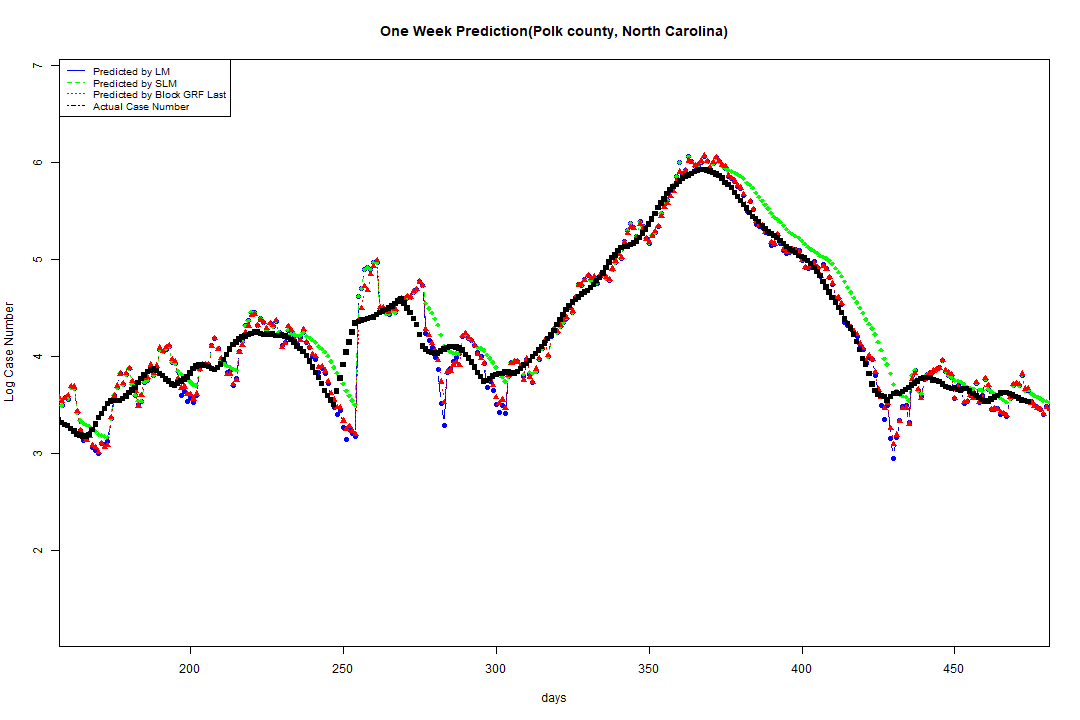 One Week Prediction(Polk county, North Carolina)
Predicted by LM
Predicted by SLM
Predicted by Block GRF Last
Actual Case Number
7
6
5
4
3
2
Log Case Number
200 250 300 350 400 450
days